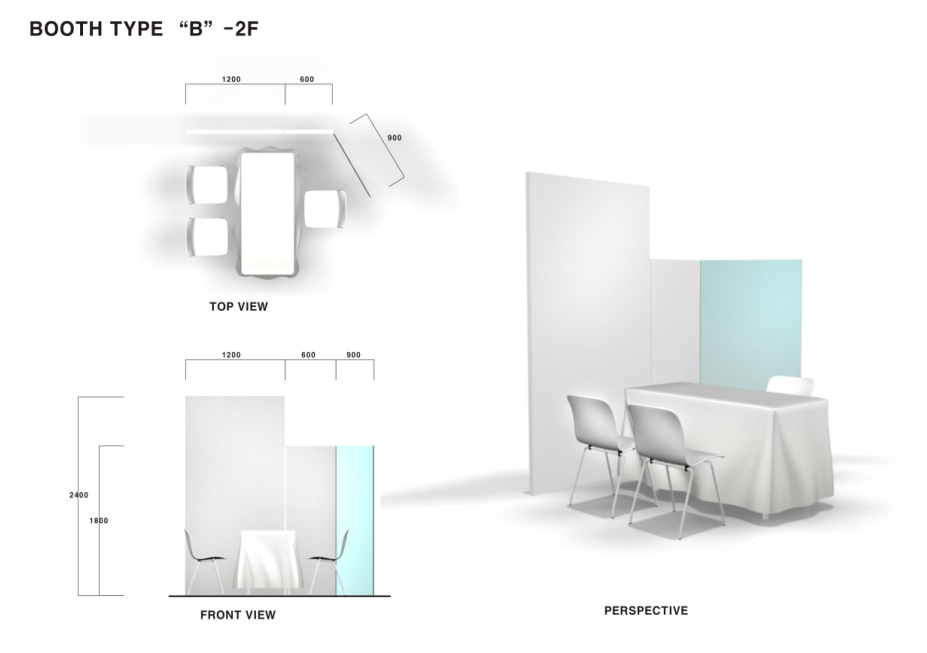 BOOTH TYPE “B” -2F
1200
600
900
TOP VIEW
1200
600
900
2400
1800
FRONT VIEW
PERSPECTIVE